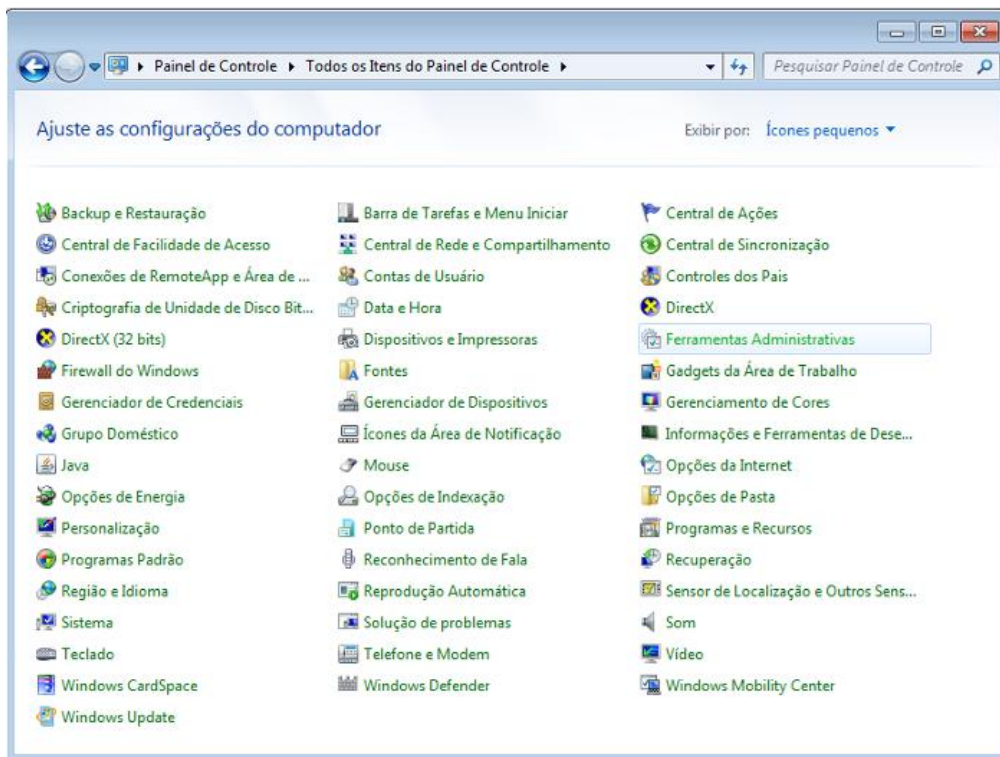 Painel de Controle Todos os Itens do Painel de Controle Pesquisar Painel de Controle
Ajuste as configurações do computador Exibir por: Ícones pequenos
Backup e Restauração Barra de Tarefas e Menu Iniciar Central de Ações
Central de Facilidade de Acesso Central de Rede e Compartilhamento Central de Sincronização
Conexões de RemoteApp e Área de ... Contas de Usuário Controles dos Pais
Criptografia de Unidade de Disco Bit... Data e Hora DirectX
DirectX (32 bits) Dispositivos e Impressoras Ferramentas Administrativas
Firewall do Windows Fontes Gadgets da Área de Trabalho
Gerenciador de Credenciais Gerenciador de Dispositivos Gerenciamento de Cores
Grupo Doméstico Ícones da Área de Notificação Informações e Ferramentas de Dese...
Java Mouse Opções da Internet
Opções de Energia Opções de Indexação Opções de Pasta
Personalização Ponto de Partida Programas e Recursos
Programas Padrão Reconhecimento de Fala Recuperação
Região e Idioma Reprodução Automática Sensor de Localização e Outros Sens...
Sistema Solução de problemas Som
Teclado Telefone e Modem Vídeo
Windows CardSpace Windows Defender Windows Mobility Center
Windows Update